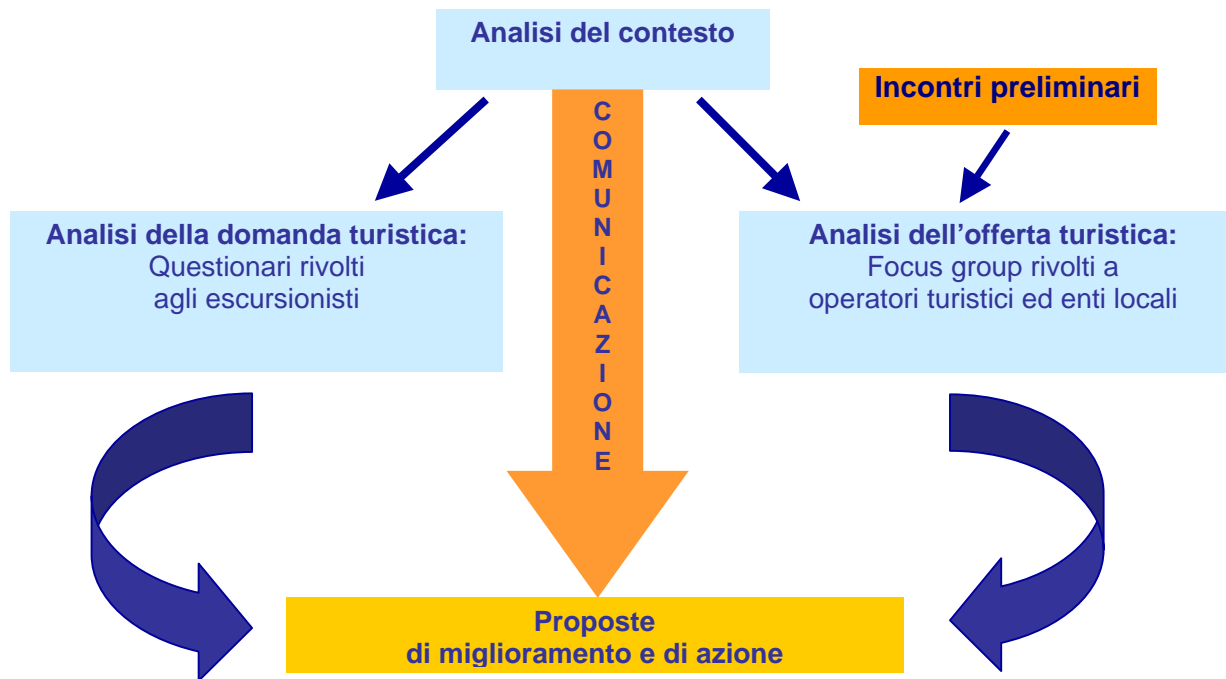 Analisi del contesto
Incontri preliminari
COMUNICAZIONE
Analisi della domanda turistica:
Questionari rivolti
agli escursionisti
Analisi dell’offerta turistica:
Focus group rivolti a
operatori turistici ed enti locali
Proposte
di miglioramento e di azione